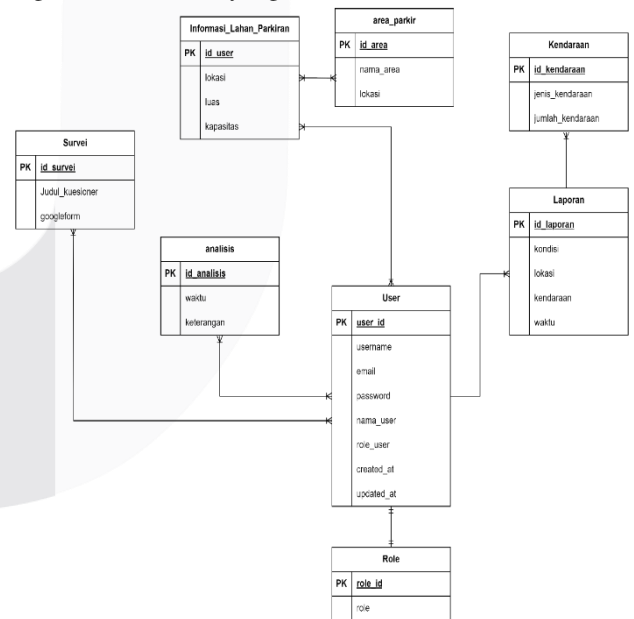 Informasi_Lahan_Parkiran
PK id_user
lokasi
luas
kapasitas
area_parkir
PK id_area
nama_area
lokasi
Kendaraan
PK id_kendaraan
jenis_kendaraan
jumlah_kendaraan
Survei
PK id_survei
Judul_kuesioner
googleform
analisis
PK id_analisis
waktu
keterangan
Laporan
PK id_laporan
kondisi
lokasi
kendaraan
waktu
User
PK user_id
username
email
password
nama_user
role_user
created_at
updated_at
Role
PK role_id
role